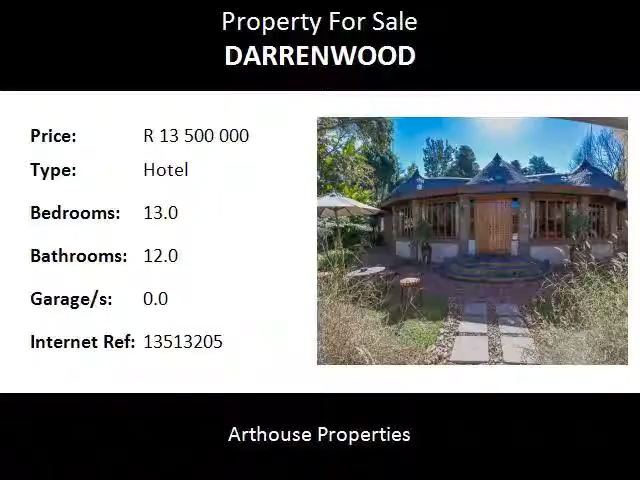 Property For Sale
DARRENWOOD
Price: R 13 500 000
Type: Hotel
Bedrooms: 13.0
Bathrooms: 12.0
Garage/s: 0.0
Internet Ref: 13513205
Arthouse Properties